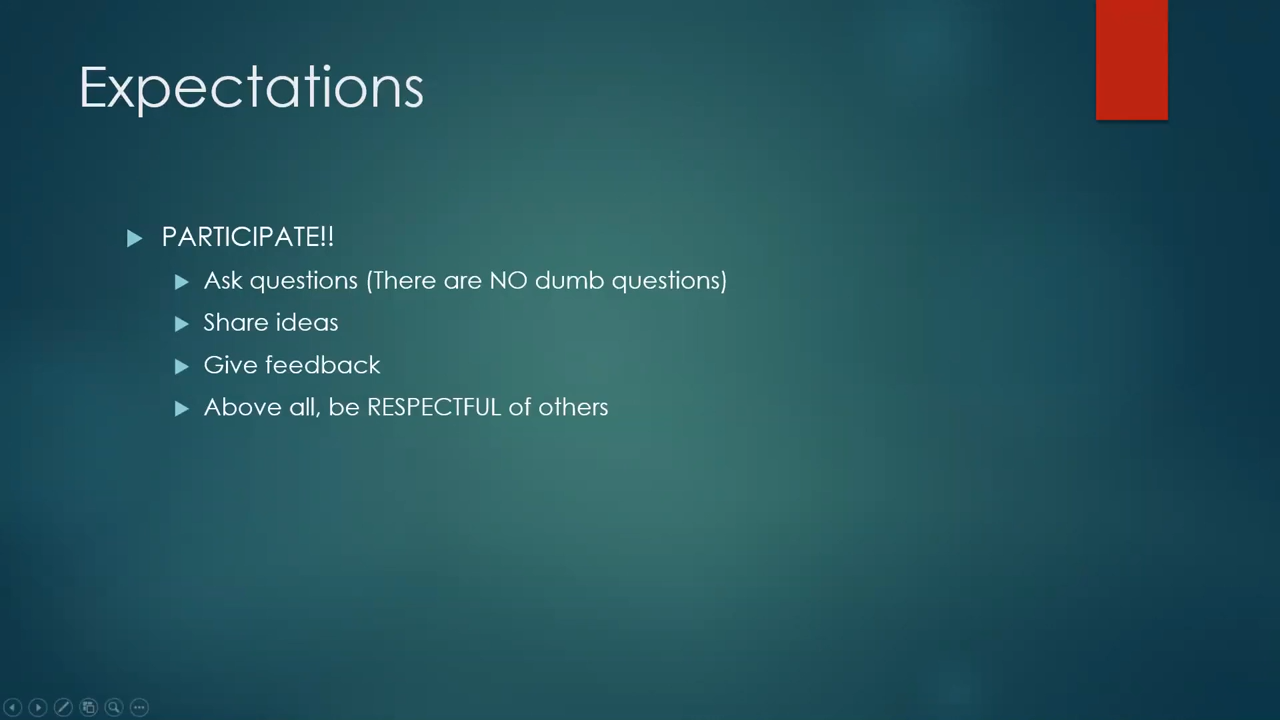 Expectations
PARTICIPATE!!
Ask questions (There are NO dumb questions)
Share ideas
Give feedback
Above all, be RESPECTFUL of others